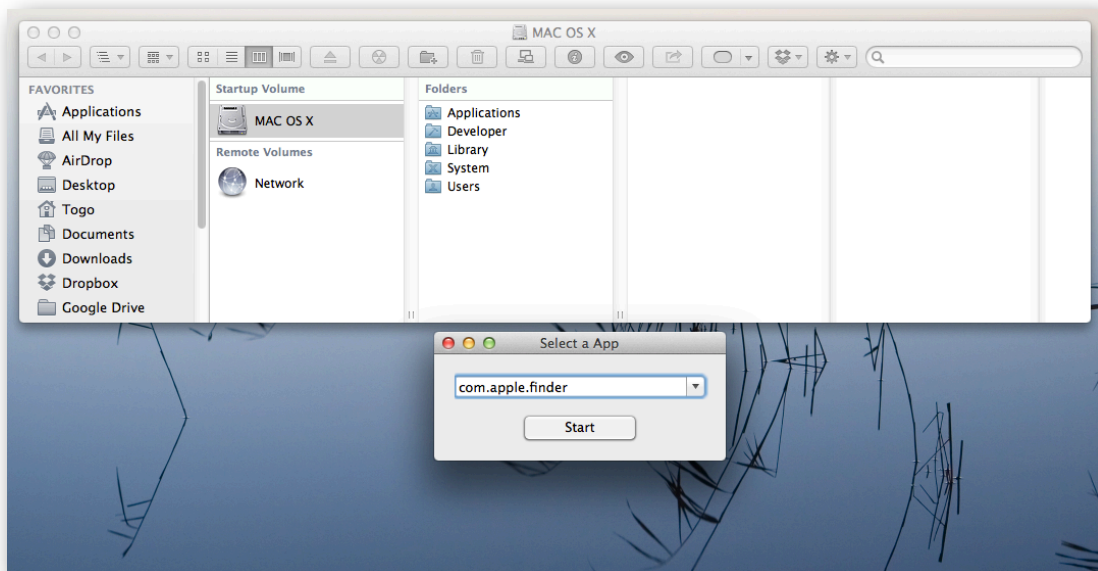 MAC OS X
FAVORITES
Applications
All My Files
AirDrop
Desktop
Togo
Documents
Downloads
Dropbox
Google Drive
Startup Volume
MAC OS X
Remote Volumes
Network
Folders
Applications
Developer
Library
System
Users
Select a App
com.apple.finder
Start